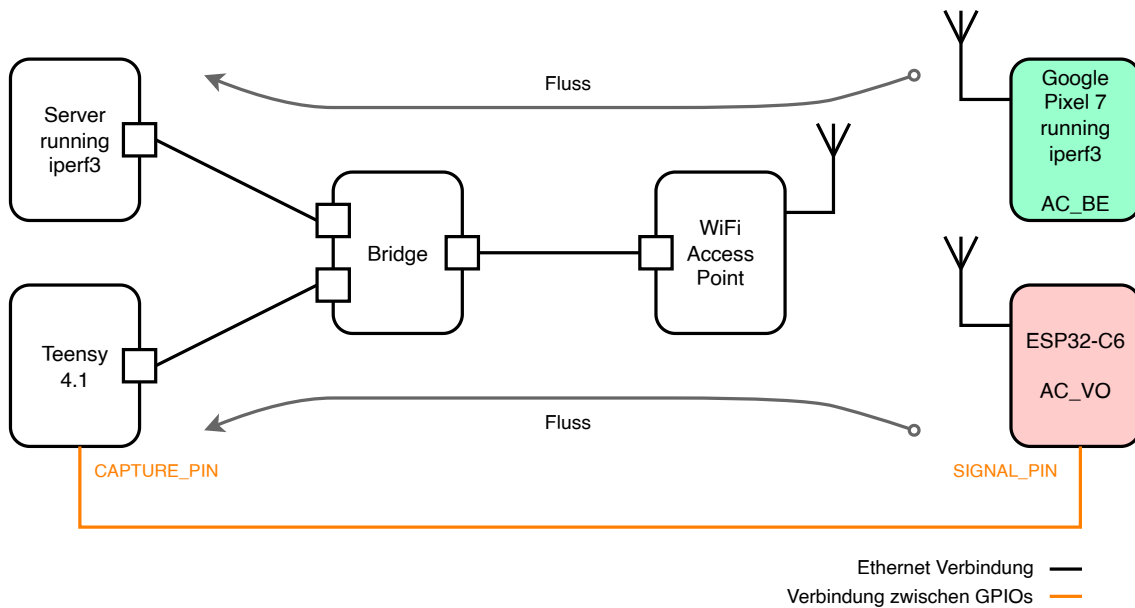 Fluss
Server
running
iperf3
Google
Pixel 7
running
iperf3
AC_BE
Bridge
WiFi
Access
Point
Teensy
4.1
ESP32-C6
AC_VO
Fluss
CAPTURE_PIN
SIGNAL_PIN
Ethernet Verbindung
Verbindung zwischen GPIOs